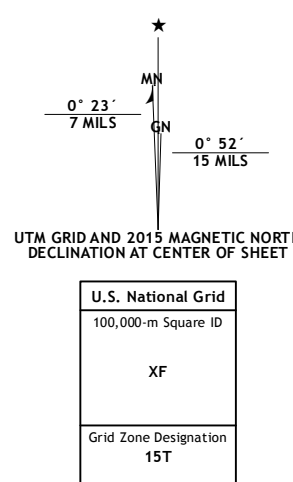 ★
MN
GN
0° 23´
7 MILS
0° 52´
15 MILS
UTM GRID AND 2015 MAGNETIC NORTH
DECLINATION AT CENTER OF SHEET
U.S. National Grid
100,000-m Square ID
XF
Grid Zone Designation
15T